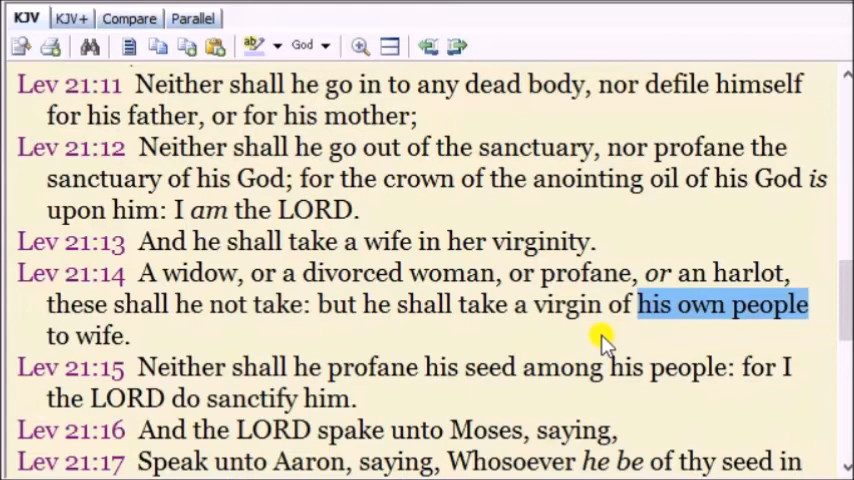 KJV KJV+ Compare Parallel
ab God
Lev 21:11 Neither shall he go in to any dead body, nor defile himself
for his father, or for his mother;
Lev 21:12 Neither shall he go out of the sanctuary, nor profane the
sanctuary of his God; for the crown of the anointing oil of his God is
upon him: I am the LORD.
Lev 21:13 And he shall take a wife in her virginity.
Lev 21:14 A widow, or a divorced woman, or profane, or an harlot,
these shall he not take: but he shall take a virgin of his own people
to wife.
Lev 21:15 Neither shall he profane his seed among his people: for I
the LORD do sanctify him.
Lev 21:16 And the LORD spake unto Moses, saying,
Lev 21:17 Speak unto Aaron, saying, Whosoever he be of thy seed in